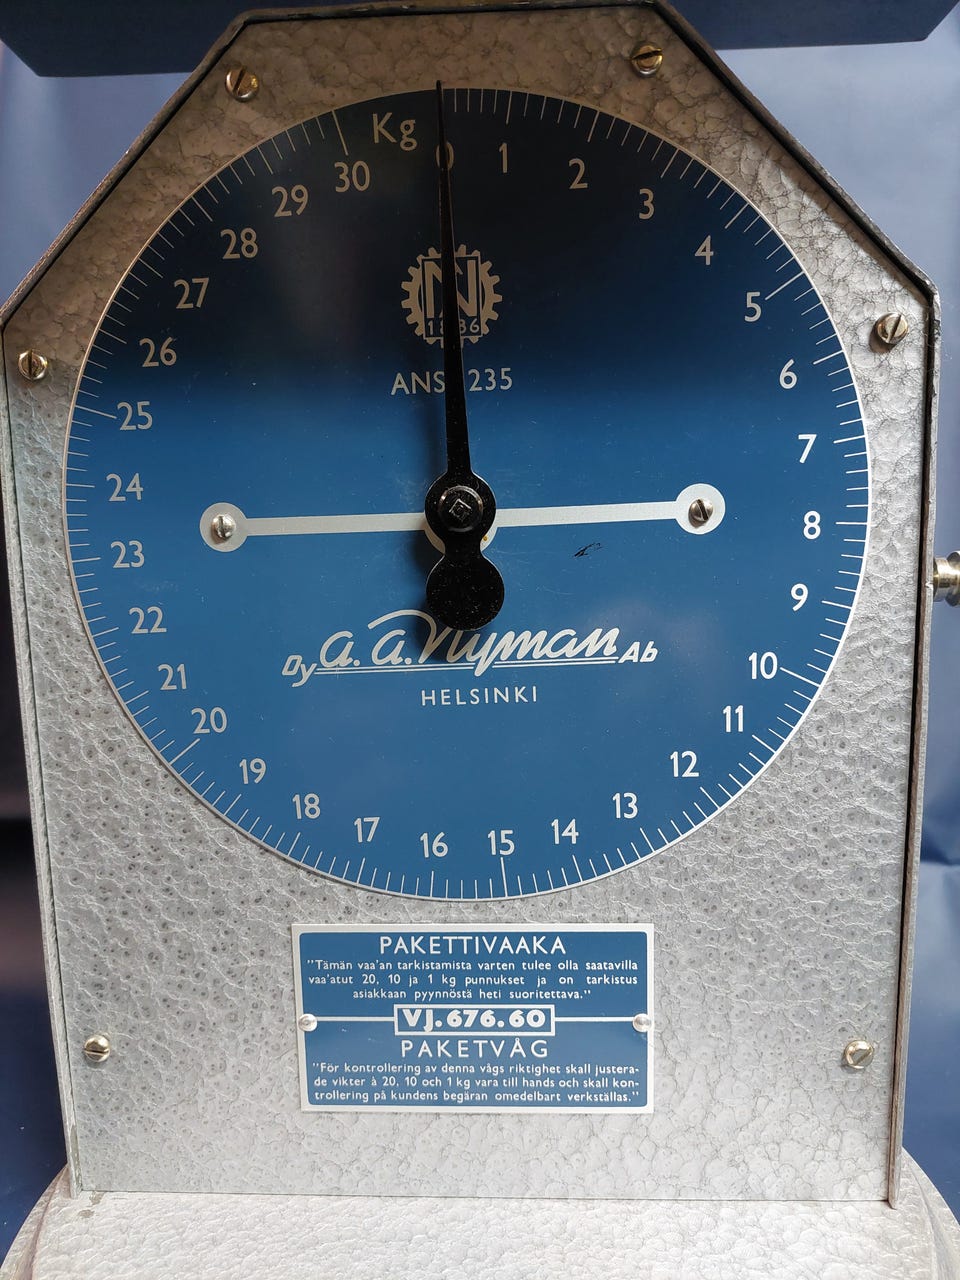 Kg
0
1
2
3
4
5
6
7
8
9
10
11
12
13
14
15
16
17
18
19
20
21
22
23
24
25
26
27
28
29
30
N
ANS 235
Oy a. a. Nyman Ab
HELSINKI
PAKETTIVAAKA
"Tämän vaa'an tarkistamista varten tulee olla saatavilla
vaa'atut 20, 10 ja 1 kg punnukset ja on tarkistus
asiakkaan pyynnöstä heti suoritettava."
VJ.676.60
PAKETVÅG
"För kontrollering av denna vågs riktighet skall justera-
de vikter à 20, 10 och 1 kg vara till hands och skall kon-
trollering på kundens begäran omedelbart verkställas."